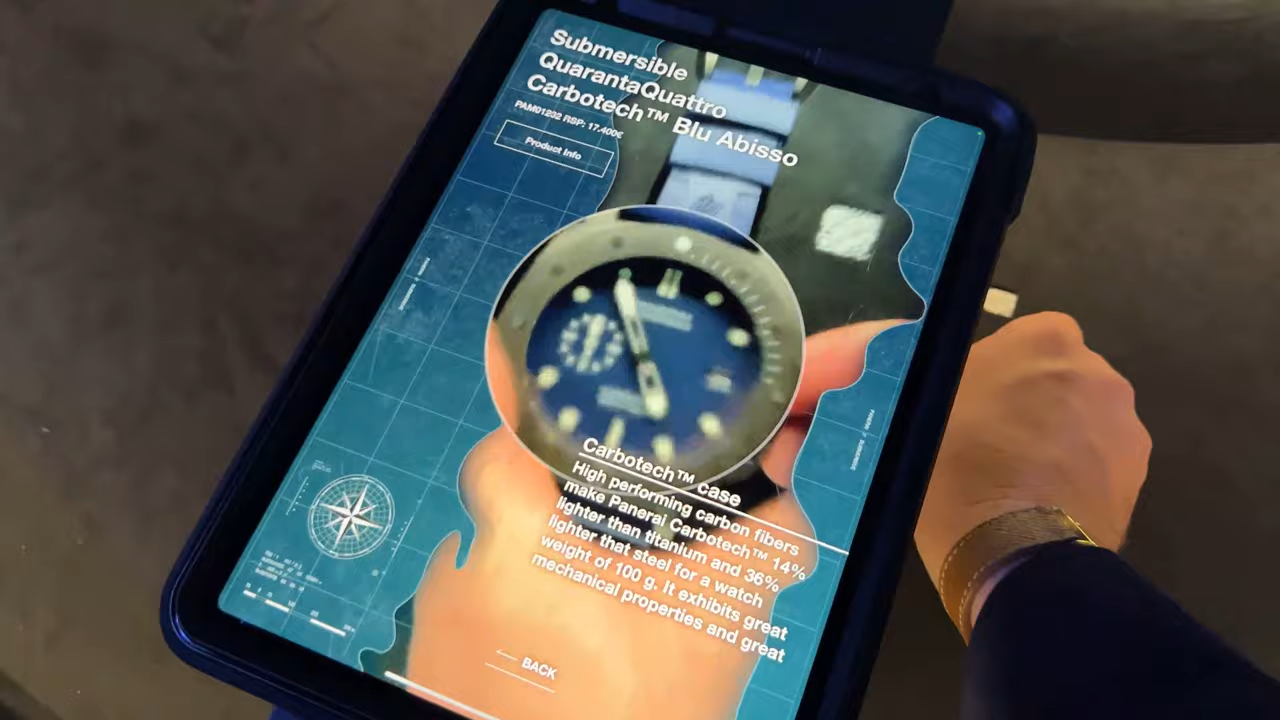 Submersible
QuarantaQuattro
Carbotech™ Blu Abisso
PAM01232 RSP: 17.400€
Product Info
Carbotech™ case
High performing carbon fibers
make Panerai Carbotech™ 14%
lighter than titanium and 36%
lighter that steel for a watch
weight of 100 g. It exhibits great
mechanical properties and great
BACK